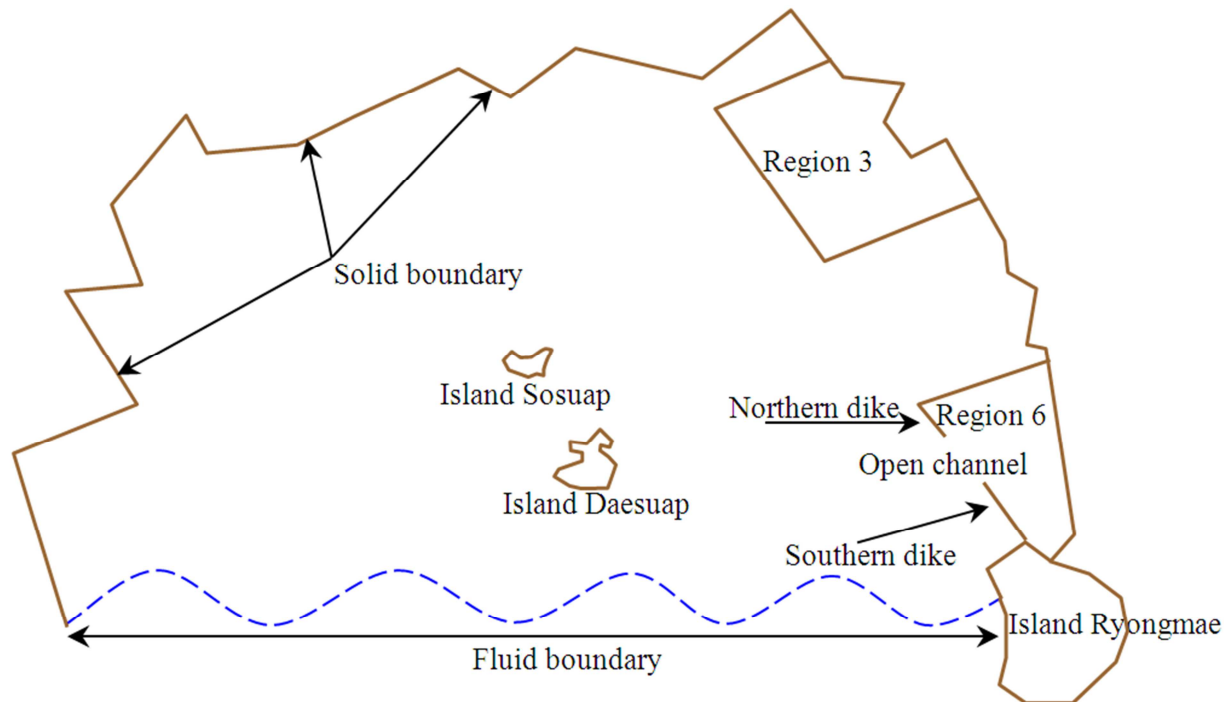 Region 3
Solid boundary
Island Sosuap
Northern dike
Region 6
Open channel
Island Daesuap
Southern dike
Island Ryongmae
Fluid boundary